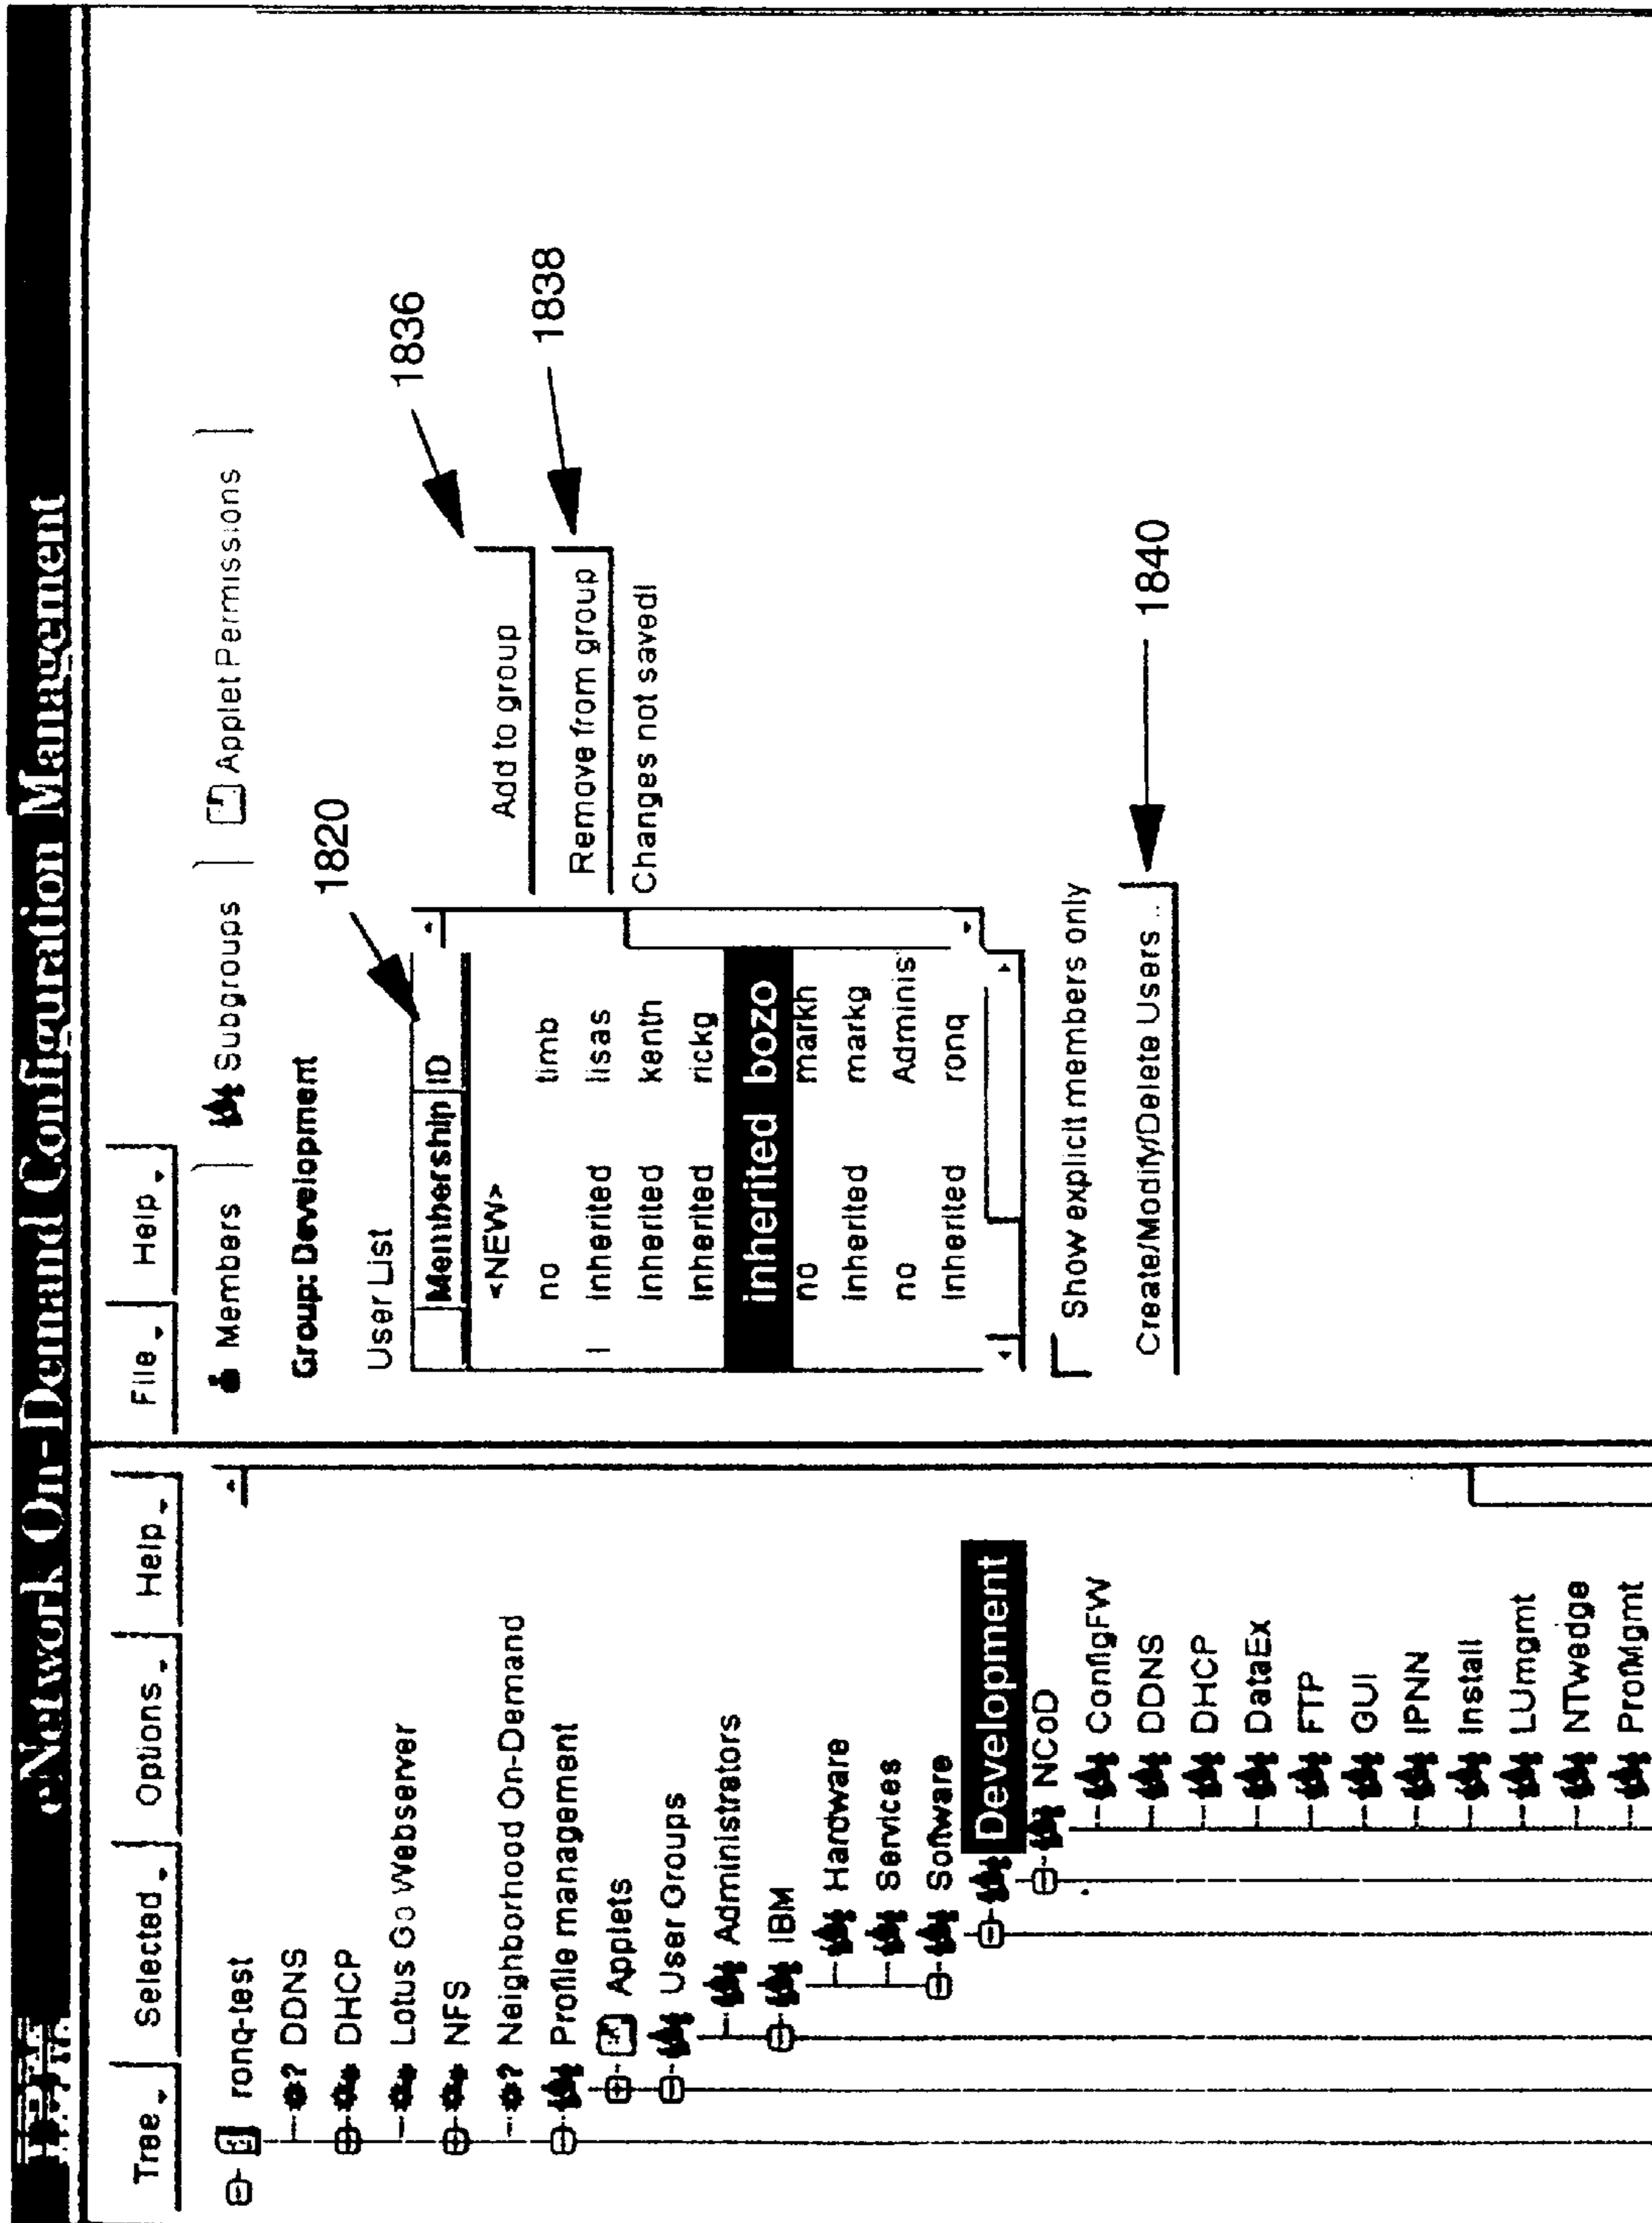 eNetwork On-Demand Configuration Management
Tree Selected Options Help
ronq-test
? DDNS
DHCP
Lotus Go Webserver
NFS
? Neighborhood On-Demand
Profile management
Applets
User Groups
Administrators
IBM
Hardware
Services
Software
Development
NCoD
ConfigFW
DDNS
DHCP
DataEx
FTP
GUI
IPNN
Install
LUmgmt
NTwedge
ProfMgmt
File Help
Members Subgroups Applet Permissions
Group: Development
User List
1820
Membership ID
<NEW>
no timb
inherited lisas
inherited kenth
inherited rickg
inherited bozo
no markh
inherited markg
no Adminis
inherited ronq
Add to group
1836
Remove from group
1838
Changes not saved!
Show explicit members only
Create/Modify/Delete Users ..
1840